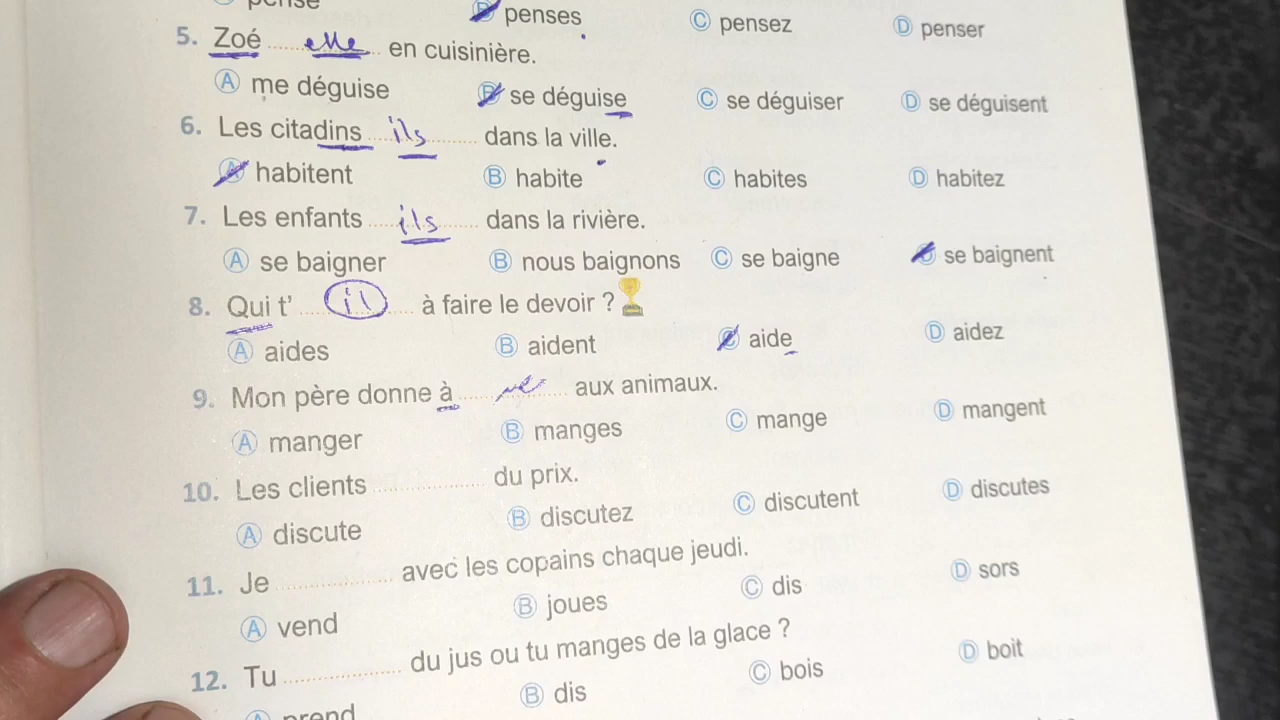 penses C pensez D penser
5. Zoé elle en cuisinière.
A me déguise B se déguise C se déguiser D se déguisent
6. Les citadins ils dans la ville.
A habitent B habite C habites D habitez
7. Les enfants ils dans la rivière.
A se baigner B nous baignons C se baigne D se baignent
8. Qui t' il à faire le devoir ?
A aides B aident C aide D aidez
9. Mon père donne à aux animaux.
A manger B manges C mange D mangent
10. Les clients du prix.
A discute B discutez C discutent D discutes
11. Je avec les copains chaque jeudi.
A vend B joues C dis D sors
12. Tu du jus ou tu manges de la glace ?
B dis C bois D boit